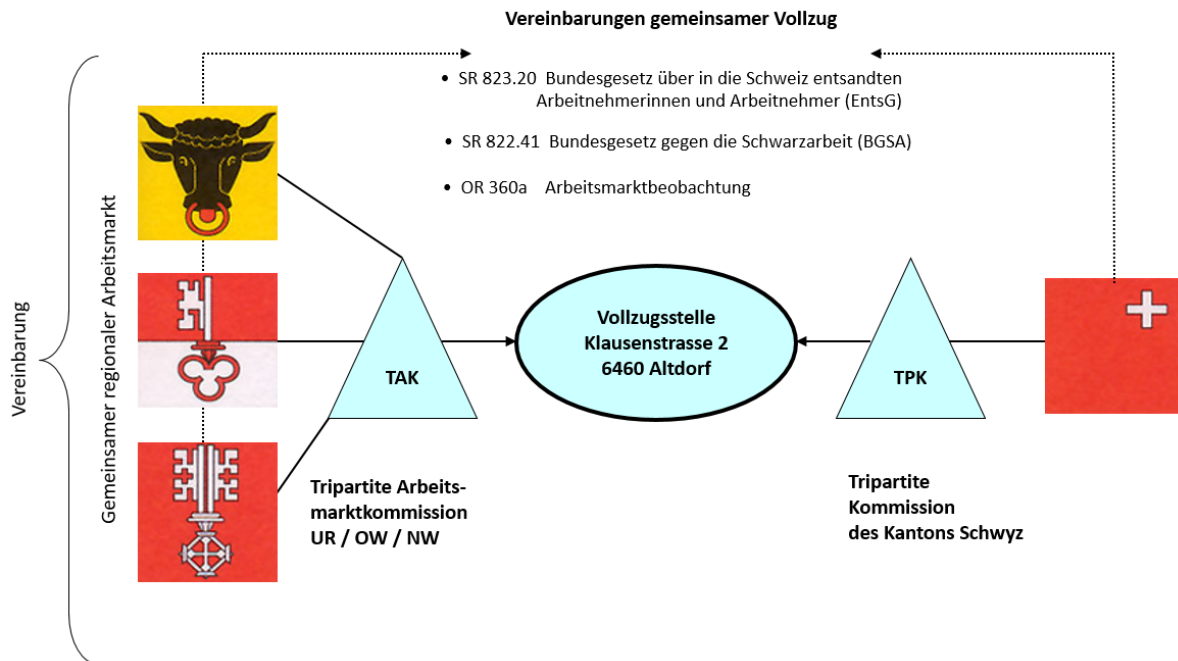 Vereinbarungen gemeinsamer Vollzug
• SR 823.20 Bundesgesetz über in die Schweiz entsandten
Arbeitnehmerinnen und Arbeitnehmer (EntsG)
• SR 822.41 Bundesgesetz gegen die Schwarzarbeit (BGSA)
• OR 360a Arbeitsmarktbeobachtung
Vereinbarung
Gemeinsamer regionaler Arbeitsmarkt
TAK
Vollzugsstelle
Klausenstrasse 2
6460 Altdorf
TPK
Tripartite Arbeits-
marktkommission
UR / OW / NW
Tripartite
Kommission
des Kantons Schwyz